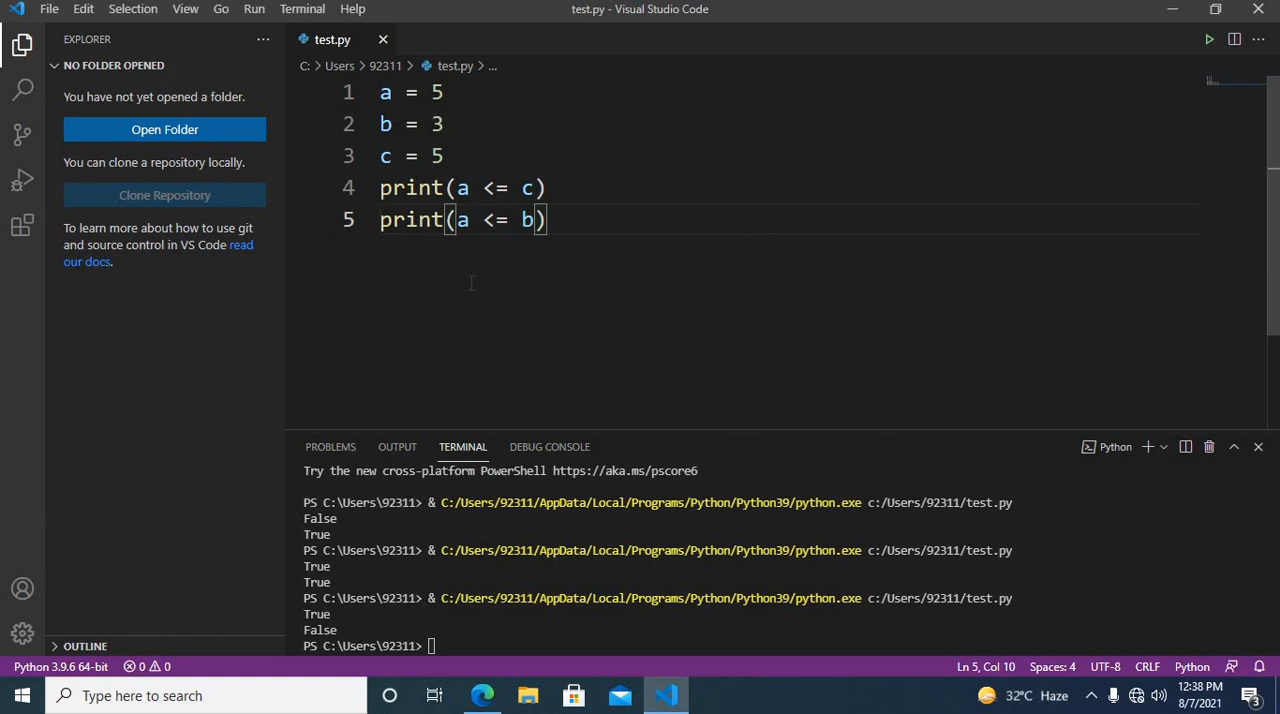 File Edit Selection View Go Run Terminal Help test.py - Visual Studio Code
EXPLORER ... test.py
NO FOLDER OPENED
C: > Users > 92311 > test.py > ...
You have not yet opened a folder.
Open Folder
You can clone a repository locally.
Clone Repository
To learn more about how to use git
and source control in VS Code read
our docs.
1 a = 5
2 b = 3
3 c = 5
4 print(a <= c)
5 print(a <= b)
PROBLEMS OUTPUT TERMINAL DEBUG CONSOLE Python
Try the new cross-platform PowerShell https://aka.ms/pscore6
PS C:\Users\92311> & C:/Users/92311/AppData/Local/Programs/Python/Python39/python.exe c:/Users/92311/test.py
False
True
PS C:\Users\92311> & C:/Users/92311/AppData/Local/Programs/Python/Python39/python.exe c:/Users/92311/test.py
True
True
PS C:\Users\92311> & C:/Users/92311/AppData/Local/Programs/Python/Python39/python.exe c:/Users/92311/test.py
True
False
PS C:\Users\92311>
OUTLINE
Python 3.9.6 64-bit 0 0 Ln 5, Col 10 Spaces: 4 UTF-8 CRLF Python
Type here to search 32°C Haze 12:38 PM
8/7/2021 3